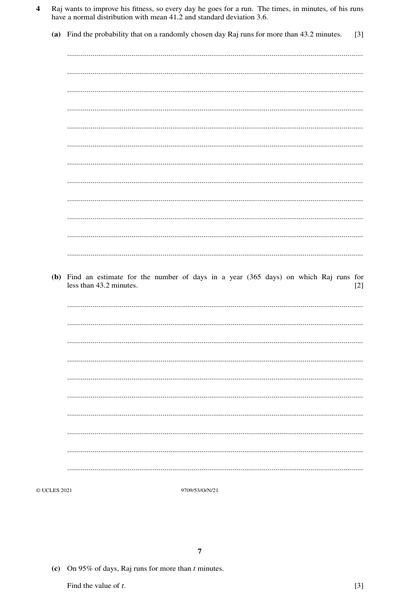 4 Raj wants to improve his fitness, so every day he goes for a run. The times, in minutes, of his runs
have a normal distribution with mean 41.2 and standard deviation 3.6.
(a) Find the probability that on a randomly chosen day Raj runs for more than 43.2 minutes. [3]
(b) Find an estimate for the number of days in a year (365 days) on which Raj runs for
less than 43.2 minutes. [2]
© UCLES 2021 9709/53/O/N/21
7
(c) On 95% of days, Raj runs for more than t minutes.
Find the value of t. [3]